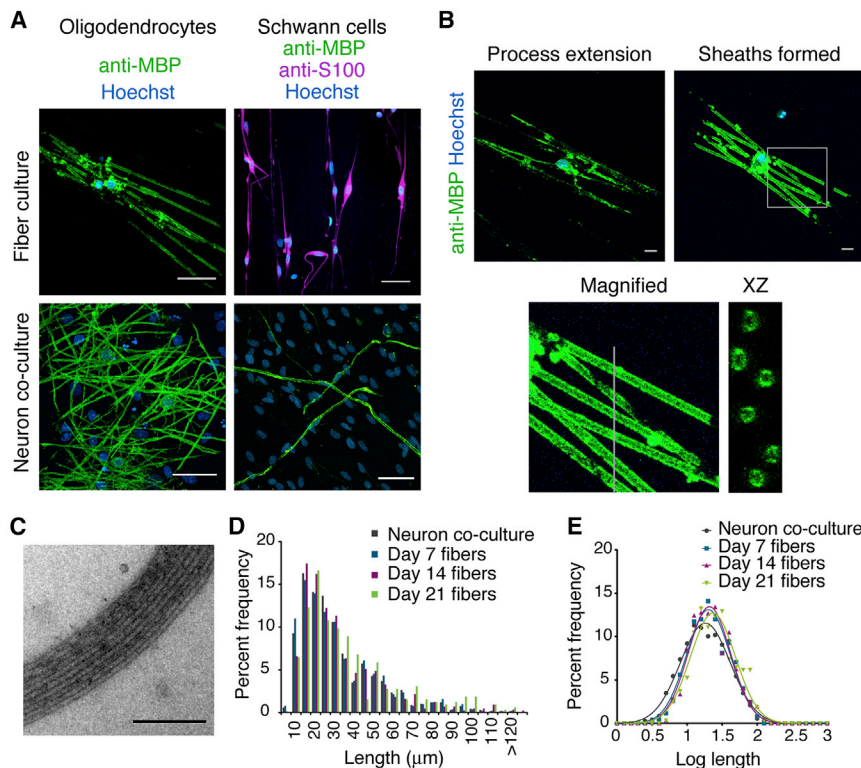 A
Oligodendrocytes
anti-MBP
Hoechst
Schwann cells
anti-MBP
anti-S100
Hoechst
Fiber culture
Neuron co-culture
B
Process extension
Sheaths formed
anti-MBP Hoechst
Magnified
XZ
C
D
Neuron co-culture
Day 7 fibers
Day 14 fibers
Day 21 fibers
Percent frequency
20
15
10
5
0
10
20
30
40
50
60
70
80
90
100
110
>120
Length (μm)
E
Neuron co-culture
Day 7 fibers
Day 14 fibers
Day 21 fibers
Percent frequency
20
15
10
5
0
0 0.5 1 1.5 2 2.5 3
Log length